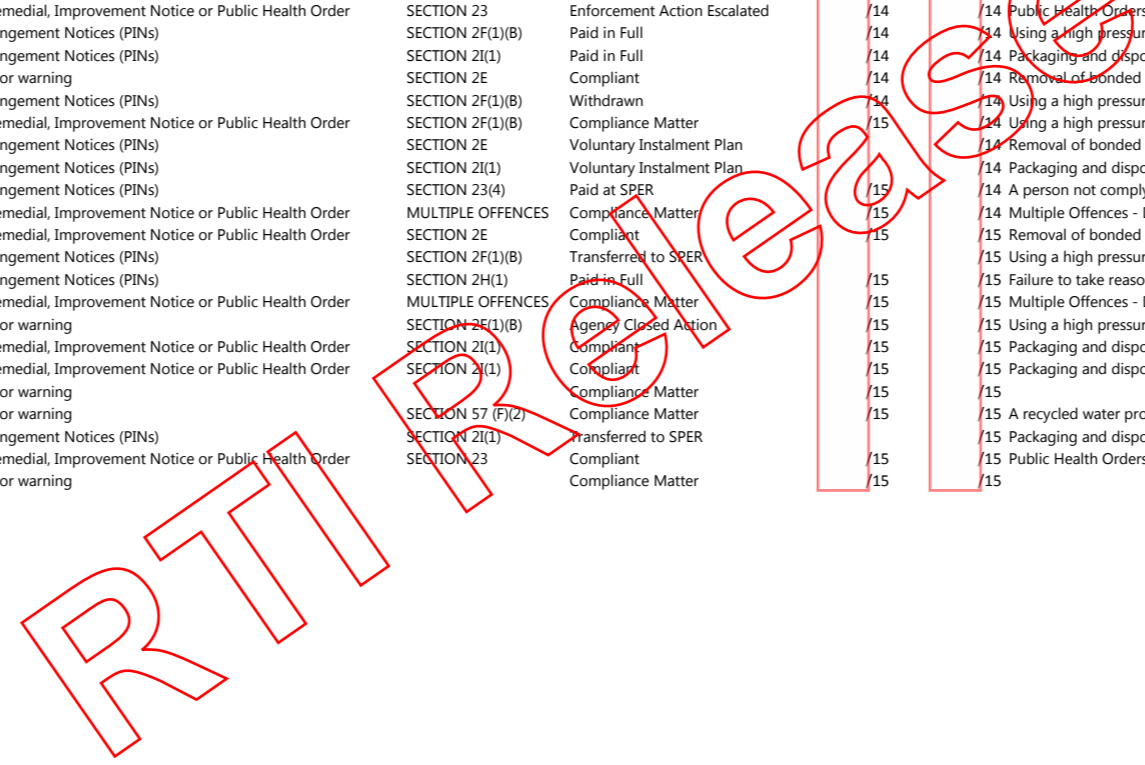 emedial, Improvement Notice or Public Health Order SECTION 23 Enforcement Action Escalated /14 /14 Public Health Orders
ngement Notices (PINs) SECTION 2F(1)(B) Paid in Full /14 /14 Using a high pressur
ngement Notices (PINs) SECTION 2I(1) Paid in Full /14 /14 Packaging and dispo
or warning SECTION 2E Compliant /14 /14 Removal of bonded
ngement Notices (PINs) SECTION 2F(1)(B) Withdrawn /14 /14 Using a high pressur
emedial, Improvement Notice or Public Health Order SECTION 2F(1)(B) Compliance Matter /15 /14 Using a high pressur
ngement Notices (PINs) SECTION 2E Voluntary Instalment Plan /14 Removal of bonded
ngement Notices (PINs) SECTION 2I(1) Voluntary Instalment Plan /14 Packaging and dispo
ngement Notices (PINs) SECTION 23(4) Paid at SPER /15 /14 A person not comply
emedial, Improvement Notice or Public Health Order MULTIPLE OFFENCES Compliance Matter /15 /14 Multiple Offences -
emedial, Improvement Notice or Public Health Order SECTION 2E Compliant /15 /15 Removal of bonded
ngement Notices (PINs) SECTION 2F(1)(B) Transferred to SPER /15 Using a high pressur
ngement Notices (PINs) SECTION 2H(1) Paid in Full /15 /15 Failure to take reaso
emedial, Improvement Notice or Public Health Order MULTIPLE OFFENCES Compliance Matter /15 /15 Multiple Offences -
or warning SECTION 2F(1)(B) Agency Closed Action /15 /15 Using a high pressur
emedial, Improvement Notice or Public Health Order SECTION 2I(1) Compliant /15 /15 Packaging and dispo
emedial, Improvement Notice or Public Health Order SECTION 2I(1) Compliant /15 /15 Packaging and dispo
or warning Compliance Matter /15 /15
or warning SECTION 57 (F)(2) Compliance Matter /15 /15 A recycled water pro
ngement Notices (PINs) SECTION 2I(1) Transferred to SPER /15 Packaging and dispo
emedial, Improvement Notice or Public Health Order SECTION 23 Compliant /15 /15 Public Health Orders
or warning Compliance Matter /15 /15
RTI Release